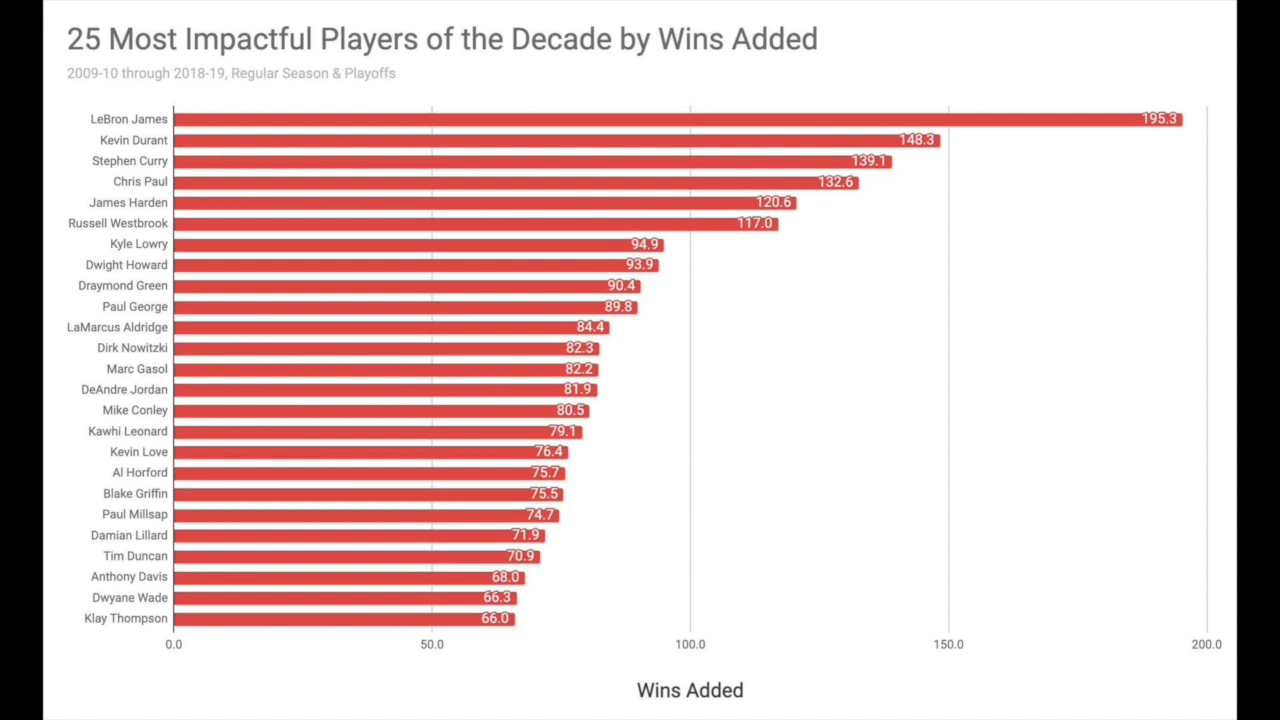 25 Most Impactful Players of the Decade by Wins Added
2009-10 through 2018-19, Regular Season & Playoffs
LeBron James 195.3
Kevin Durant 148.3
Stephen Curry 139.1
Chris Paul 132.6
James Harden 120.6
Russell Westbrook 117.0
Kyle Lowry 94.9
Dwight Howard 93.9
Draymond Green 90.4
Paul George 89.8
LaMarcus Aldridge 84.4
Dirk Nowitzki 82.3
Marc Gasol 82.2
DeAndre Jordan 81.9
Mike Conley 80.5
Kawhi Leonard 79.1
Kevin Love 76.4
Al Horford 75.7
Blake Griffin 75.5
Paul Millsap 74.7
Damian Lillard 71.9
Tim Duncan 70.9
Anthony Davis 68.0
Dwyane Wade 66.3
Klay Thompson 66.0
0.0 50.0 100.0 150.0 200.0
Wins Added